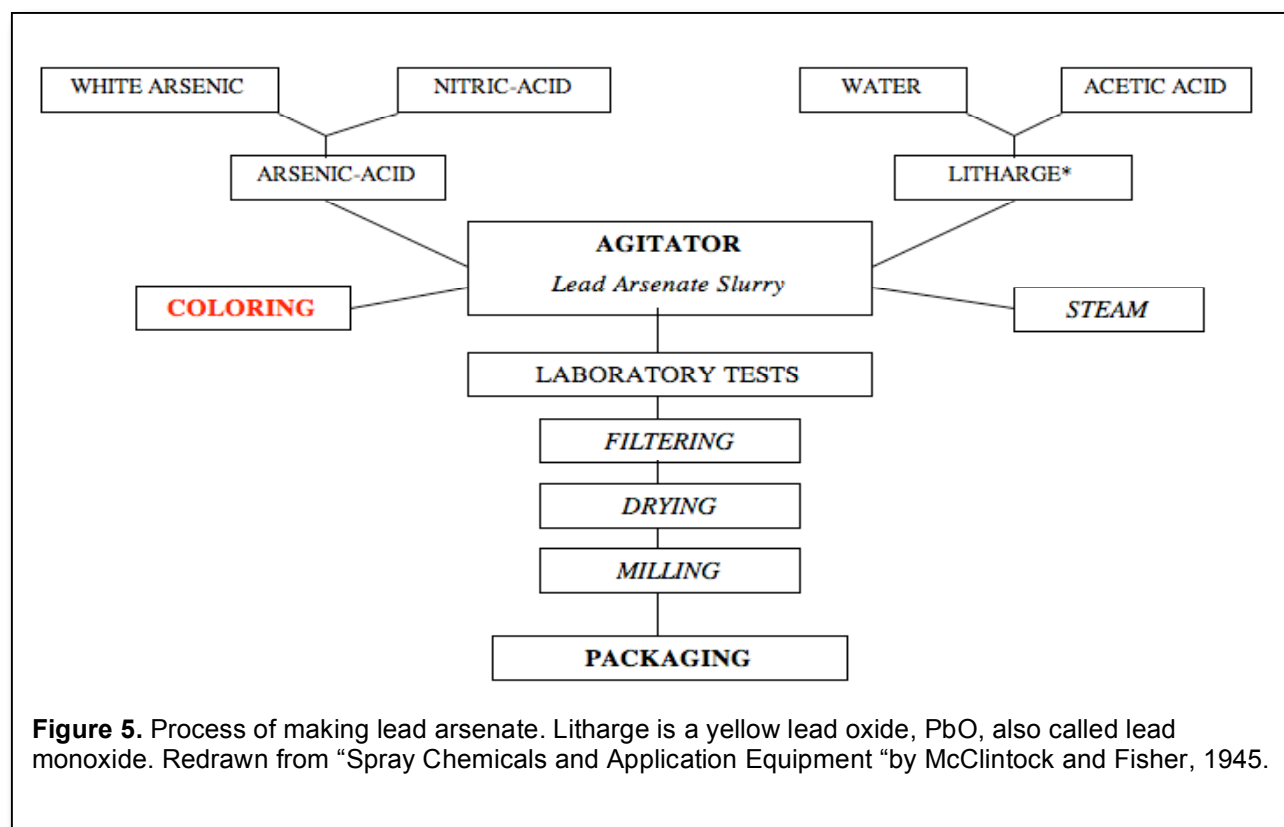 WHITE ARSENIC
NITRIC-ACID
WATER
ACETIC ACID
ARSENIC-ACID
LITHARGE*
AGITATOR
Lead Arsenate Slurry
COLORING
STEAM
LABORATORY TESTS
FILTERING
DRYING
MILLING
PACKAGING
Figure 5. Process of making lead arsenate. Litharge is a yellow lead oxide, PbO, also called lead
monoxide. Redrawn from “Spray Chemicals and Application Equipment “by McClintock and Fisher, 1945.